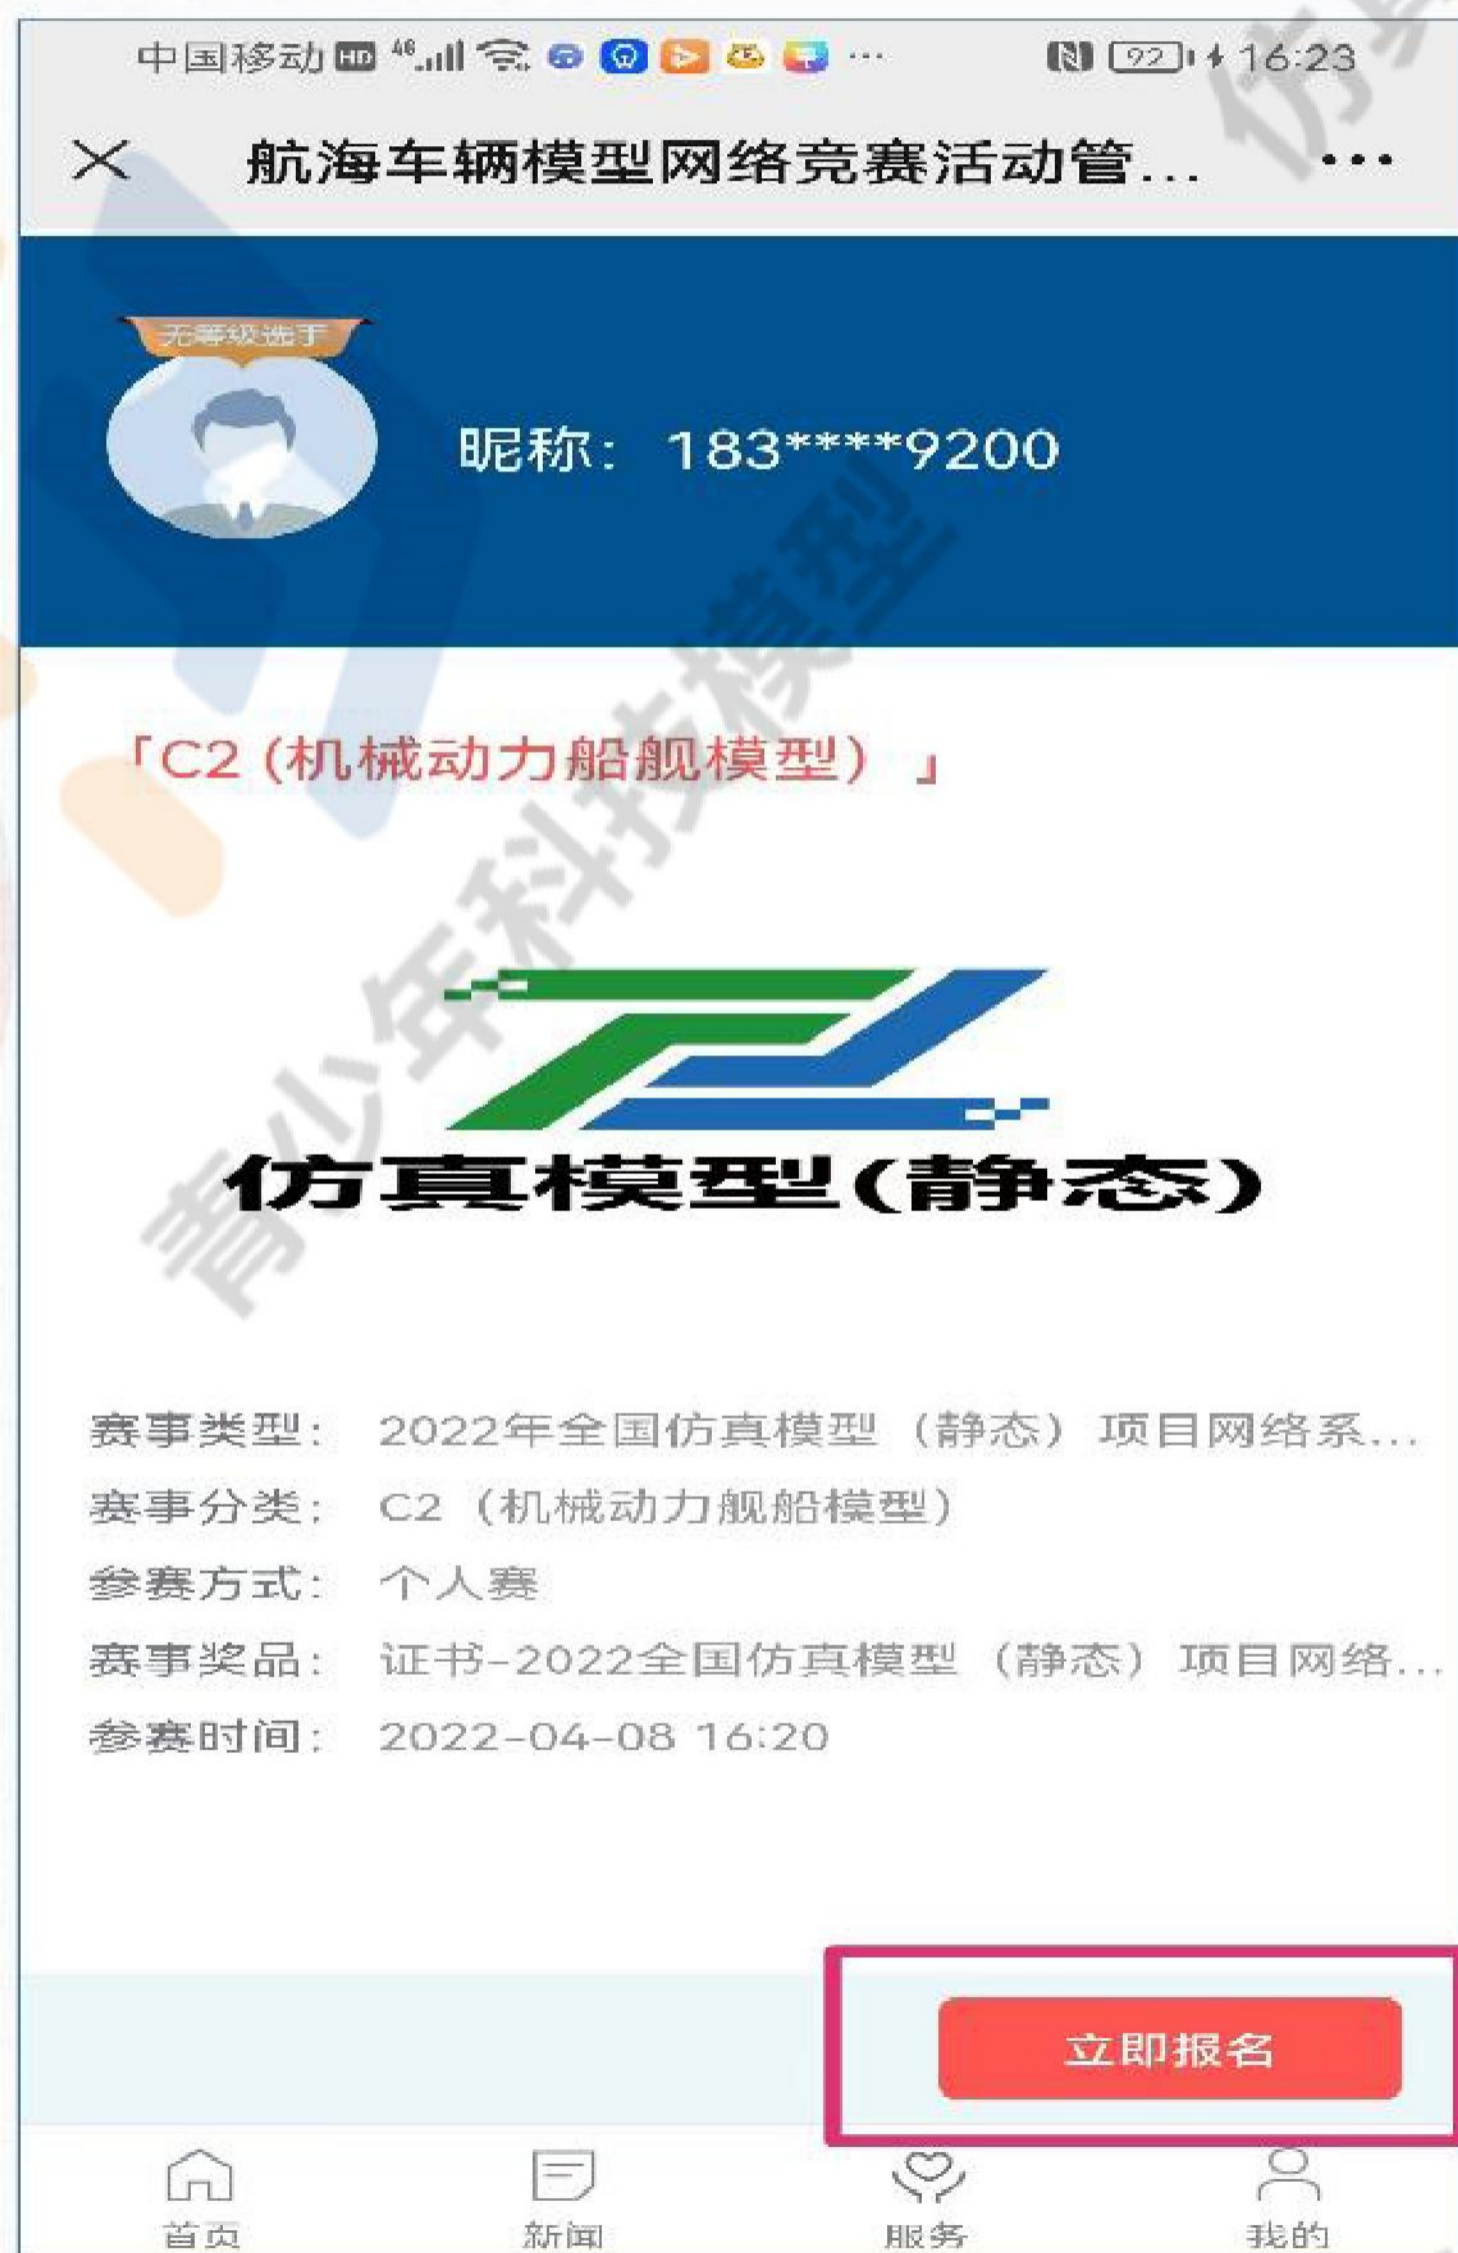 中国移动 HD 46 92 16:23
航海车辆模型网络竞赛活动管...
无等级选手
昵称： 183****9200
「C2 (机械动力船舰模型) 」
仿真模型(静态)
赛事类型： 2022年全国仿真模型（静态）项目网络系...
赛事分类： C2（机械动力舰船模型）
参赛方式： 个人赛
赛事奖品： 证书-2022全国仿真模型（静态）项目网络...
参赛时间： 2022-04-08 16:20
立即报名
首页 新闻 服务 我的
青少年科技模型
仿真